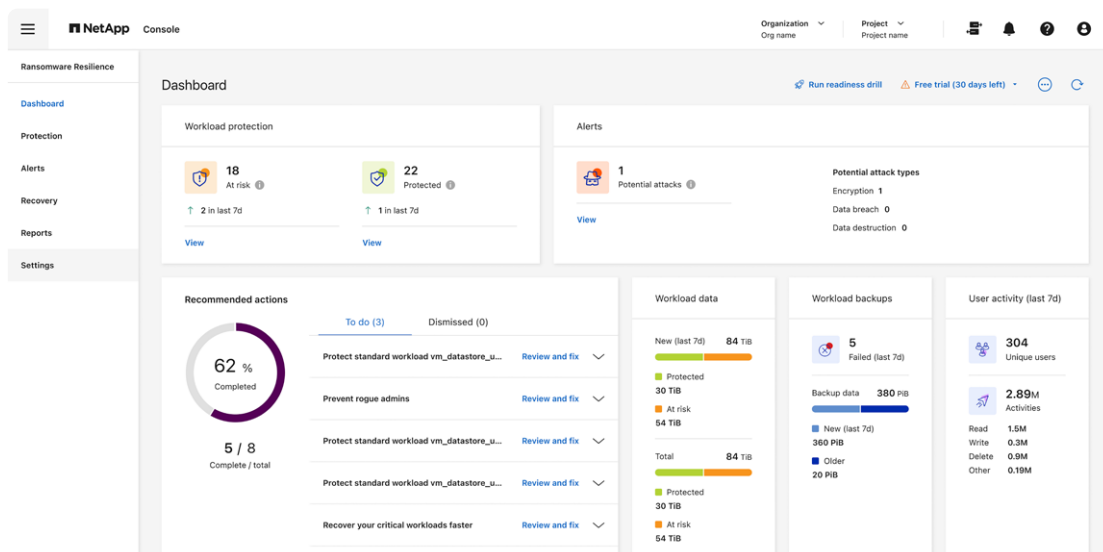 NetApp Console
Organization
Org name
Project
Project name
Ransomware Resilience
Dashboard
Protection
Alerts
Recovery
Reports
Settings
Dashboard
Run readiness drill
Free trial (30 days left)
Workload protection
18
At risk
2 in last 7d
View
22
Protected
1 in last 7d
View
Alerts
1
Potential attacks
View
Potential attack types
Encryption 1
Data breach 0
Data destruction 0
Recommended actions
62 %
Completed
5 / 8
Complete / total
To do (3)
Dismissed (0)
Protect standard workload vm_datastore_u... Review and fix
Prevent rogue admins Review and fix
Protect standard workload vm_datastore_u... Review and fix
Protect standard workload vm_datastore_u... Review and fix
Recover your critical workloads faster Review and fix
Workload data
New (last 7d) 84 TiB
Protected
30 TiB
At risk
54 TiB
Total 84 TiB
Protected
30 TiB
At risk
54 TiB
Workload backups
5
Failed (last 7d)
Backup data 380 PiB
New (last 7d)
360 PiB
Older
20 PiB
User activity (last 7d)
304
Unique users
2.89M
Activities
Read 1.5M
Write 0.3M
Delete 0.9M
Other 0.19M